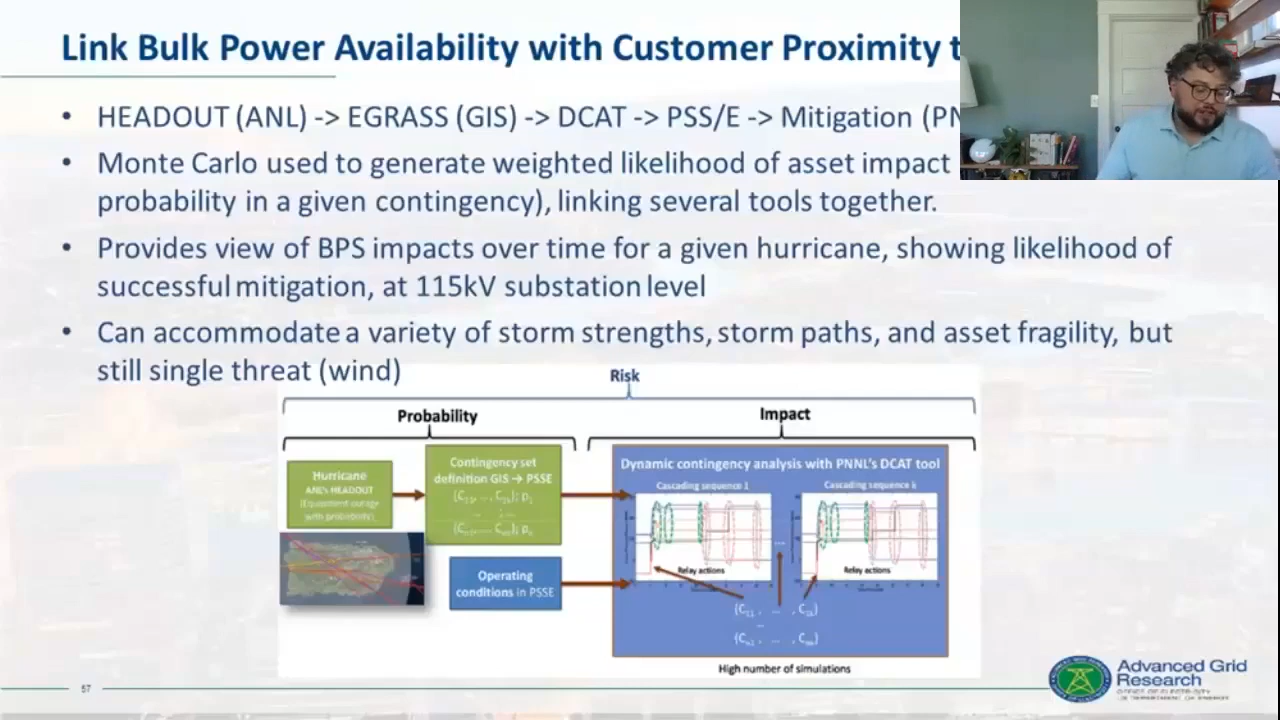 Link Bulk Power Availability with Customer Proximity
• HEADOUT (ANL) -> EGRASS (GIS) -> DCAT -> PSS/E -> Mitigation
• Monte Carlo used to generate weighted likelihood of asset impact
probability in a given contingency), linking several tools together.
• Provides view of BPS impacts over time for a given hurricane, showing likelihood of
successful mitigation, at 115kV substation level
• Can accommodate a variety of storm strengths, storm paths, and asset fragility, but
still single threat (wind)
Risk
Probability
Impact
Hurricane
ANL's HEADOUT
(Equipment outage
with probability)
Contingency set
definition GIS → PSSE
Operating
conditions in PSSE
Dynamic contingency analysis with PNNL's DCAT tool
Cascading sequence 1
Cascading sequence k
Relay actions
Relay actions
High number of simulations
57
Advanced Grid
Research